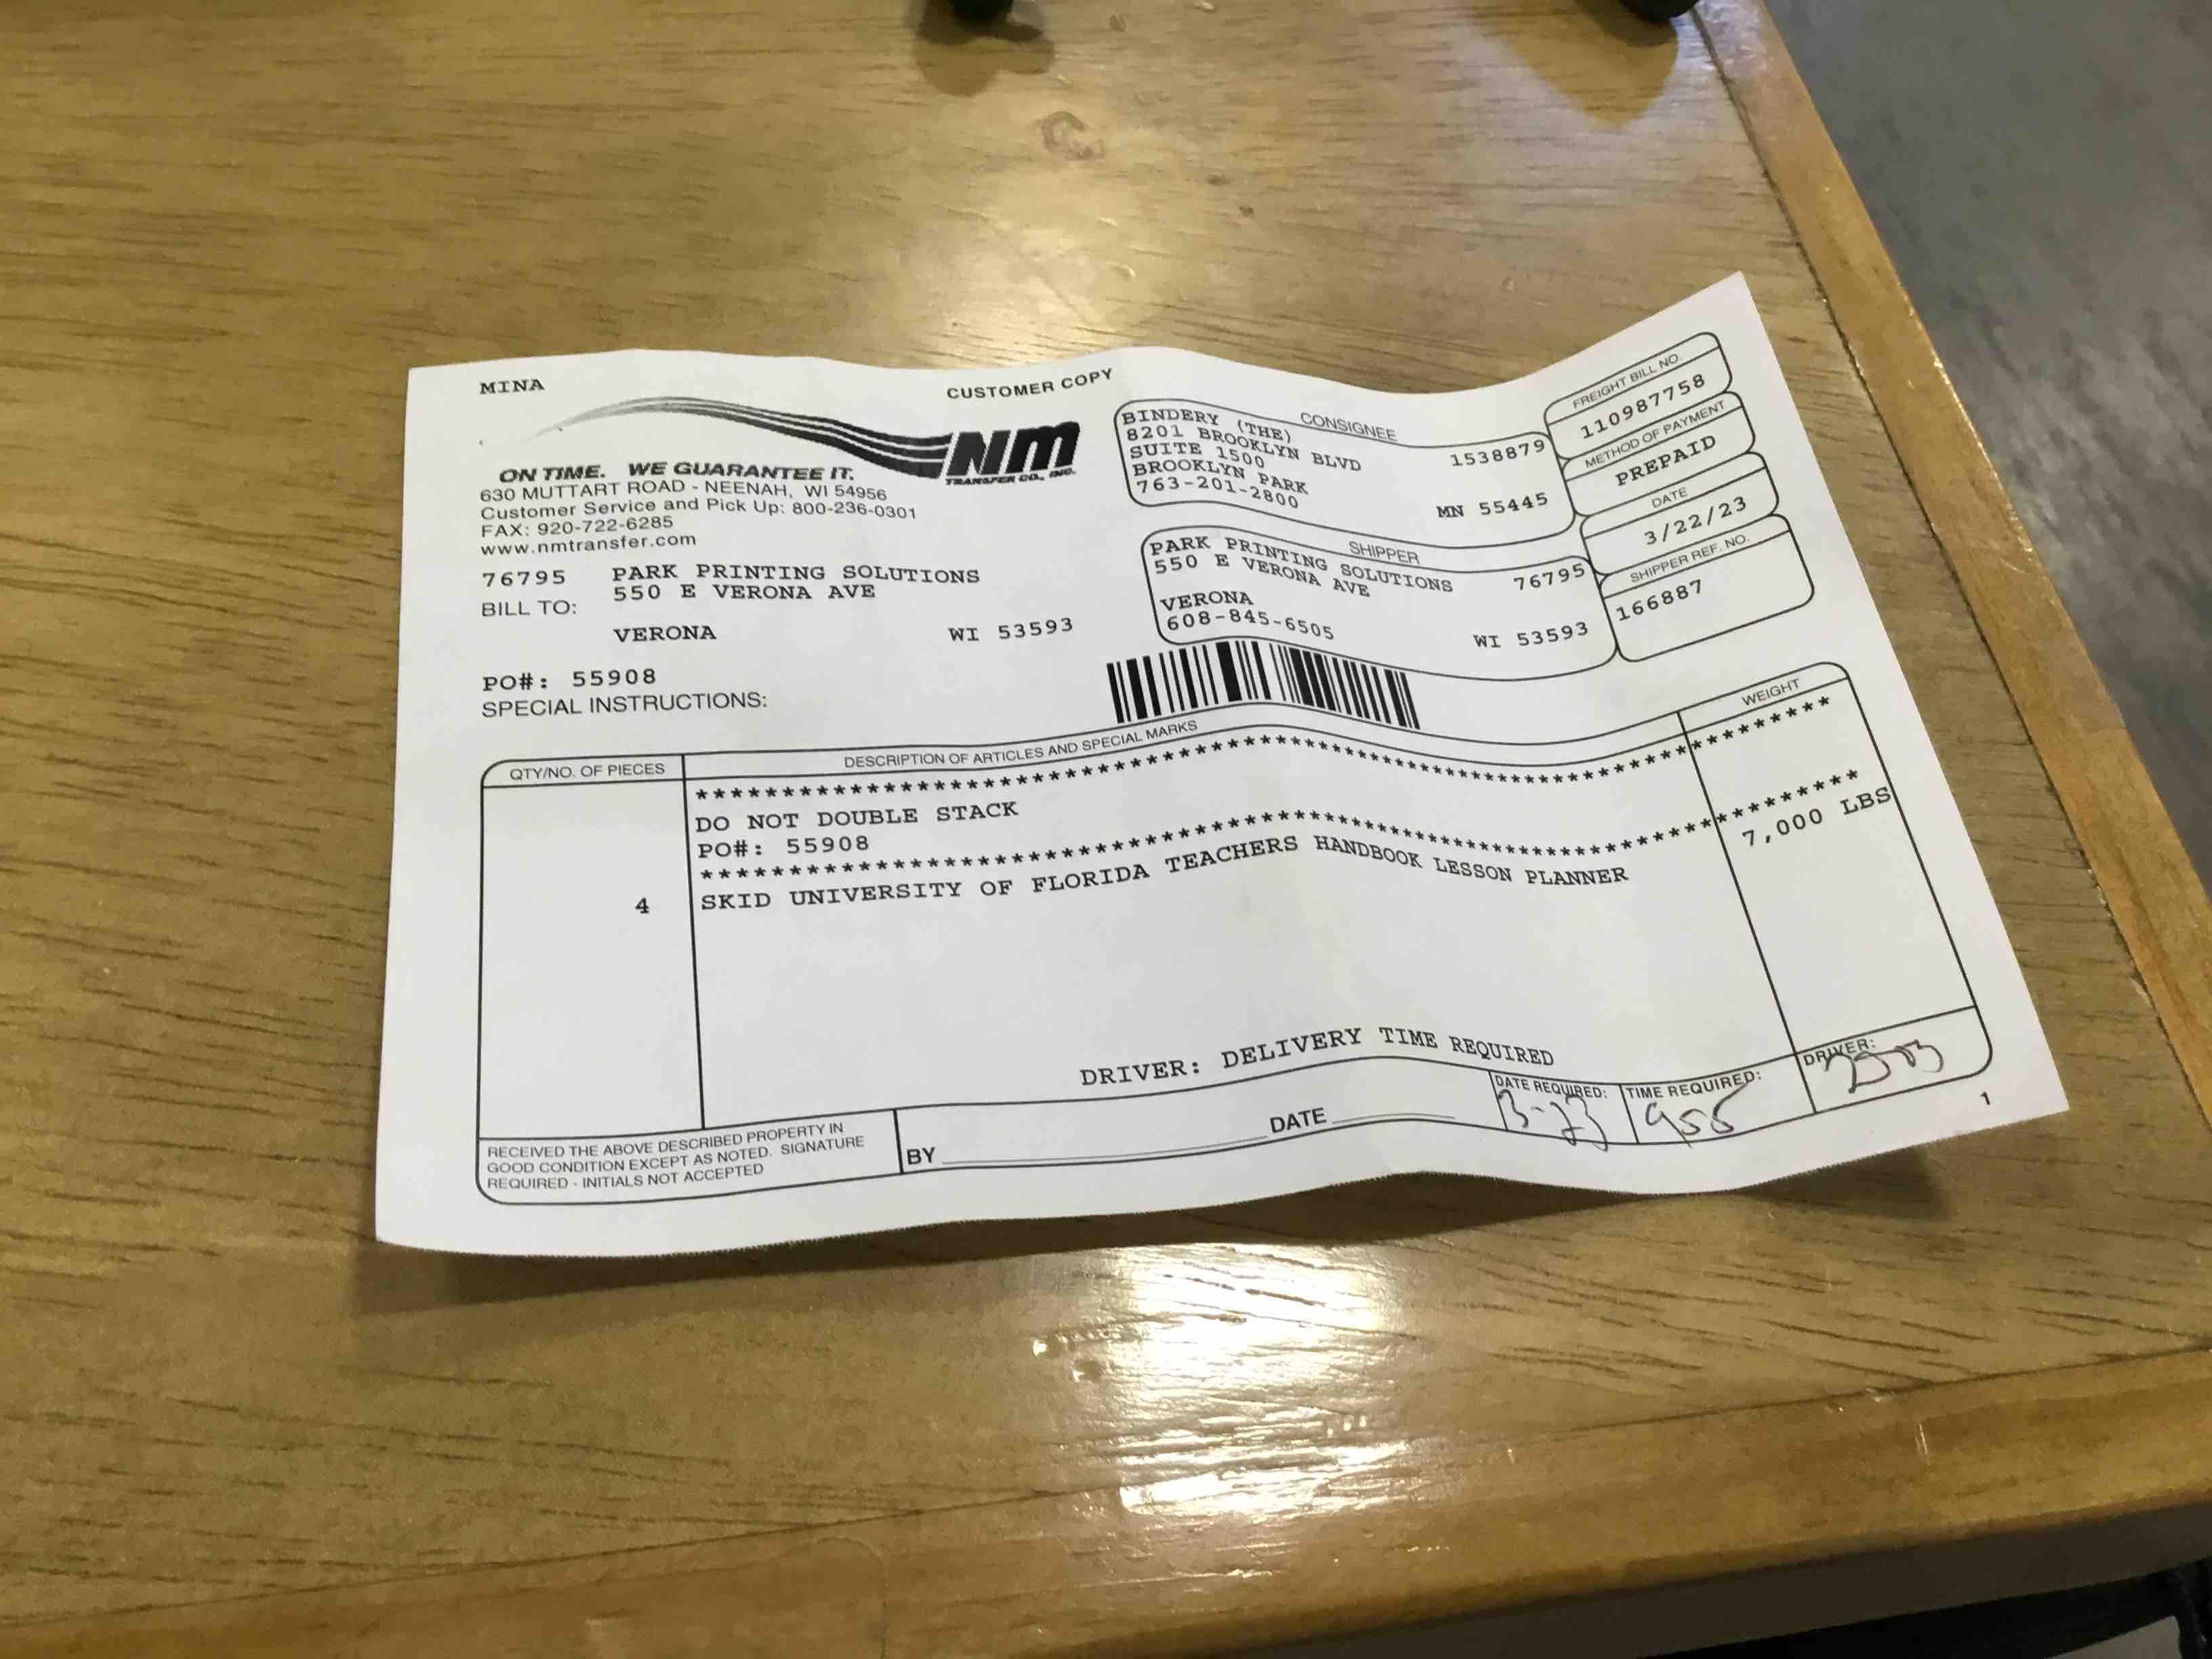 MINA
CUSTOMER COPY
NM
TRANSFER CO., INC.
ON TIME. WE GUARANTEE IT.
630 MUTTART ROAD - NEENAH, WI 54956
Customer Service and Pick Up: 800-236-0301
FAX: 920-722-6285
www.nmtransfer.com
76795 PARK PRINTING SOLUTIONS
BILL TO: 550 E VERONA AVE
VERONA WI 53593
PO#: 55908
SPECIAL INSTRUCTIONS:
CONSIGNEE
BINDERY (THE) 1538879
8201 BROOKLYN BLVD
SUITE 1500
BROOKLYN PARK MN 55445
763-201-2800
SHIPPER
PARK PRINTING SOLUTIONS 76795
550 E VERONA AVE
VERONA WI 53593
608-845-6505
FREIGHT BILL NO.
110987758
METHOD OF PAYMENT
PREPAID
DATE
3/22/23
SHIPPER REF. NO.
166887
QTY/NO. OF PIECES DESCRIPTION OF ARTICLES AND SPECIAL MARKS WEIGHT
DO NOT DOUBLE STACK
PO#: 55908
4 SKID UNIVERSITY OF FLORIDA TEACHERS HANDBOOK LESSON PLANNER 7,000 LBS
DRIVER: DELIVERY TIME REQUIRED
RECEIVED THE ABOVE DESCRIBED PROPERTY IN
GOOD CONDITION EXCEPT AS NOTED. SIGNATURE
REQUIRED - INITIALS NOT ACCEPTED
BY DATE
DATE REQUIRED: 3-23
TIME REQUIRED: 955
DRIVER:
1